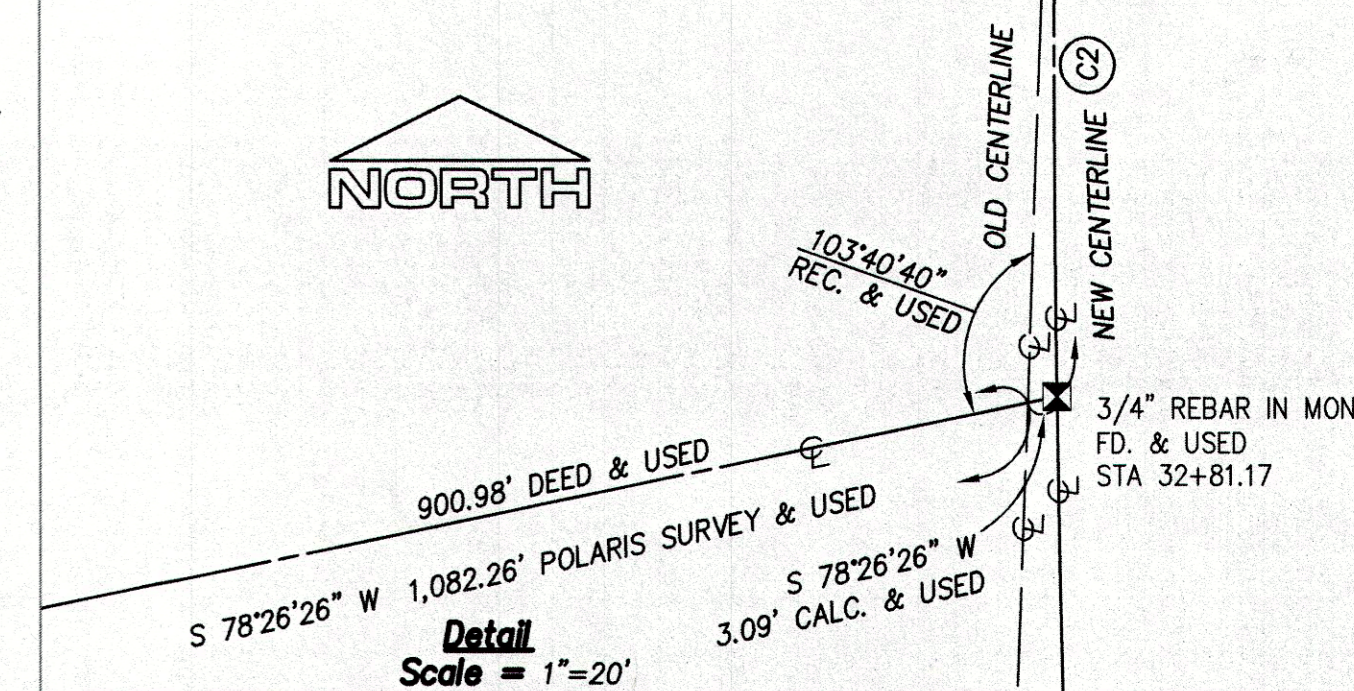 OLD CENTERLINE
C2
NEW CENTERLINE
NORTH
103°40'40"
REC. & USED
3/4" REBAR IN MON
FD. & USED
STA 32+81.17
900.98' DEED & USED
S 78°26'26" W 1,082.26' POLARIS SURVEY & USED
S 78°26'26" W
3.09' CALC. & USED
Detail
Scale = 1"=20'